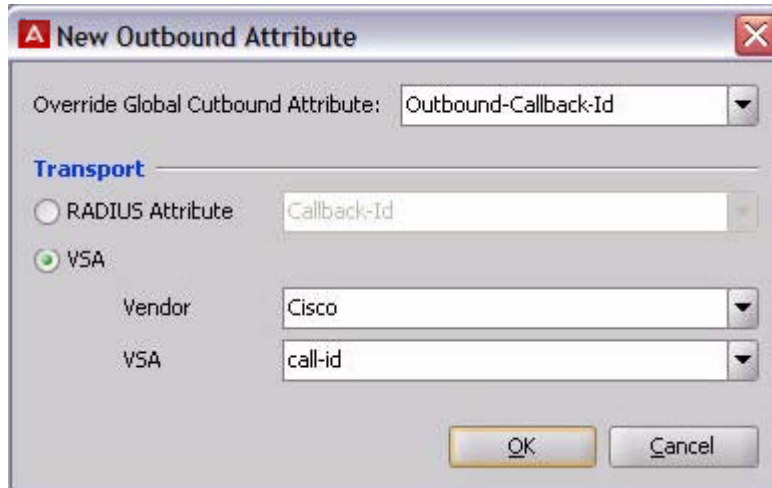 A New Outbound Attribute
Override Global Cutbound Attribute: Outbound-Callback-Id
Transport
RADIUS Attribute Callback-Id
VSA
Vendor Cisco
VSA call-id
OK Cancel